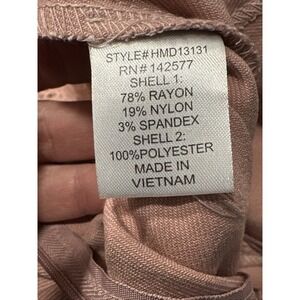 STYLE#HMD13131
RN#142577
SHELL 1:
78% RAYON
19% NYLON
3% SPANDEX
SHELL 2:
100%POLYESTER
MADE IN
VIETNAM